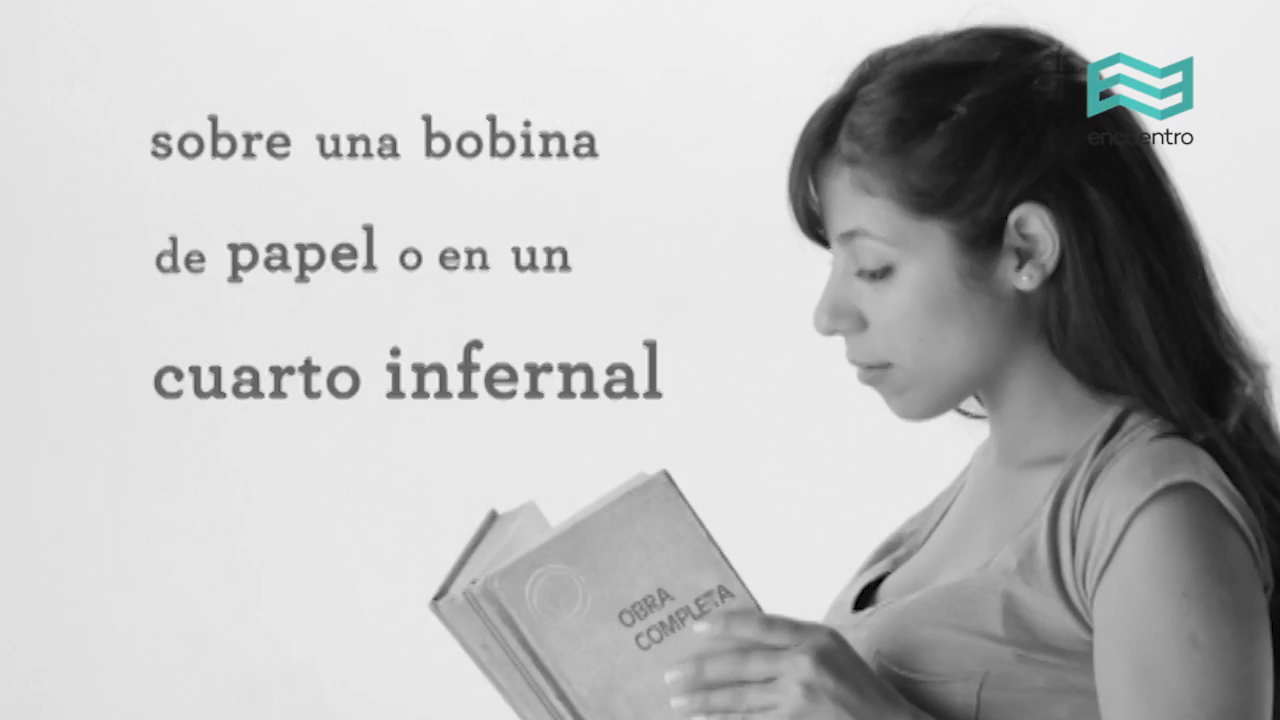 sobre una bobina
de papel o en un
cuarto infernal
encuentro
OBRA
COMPLETA